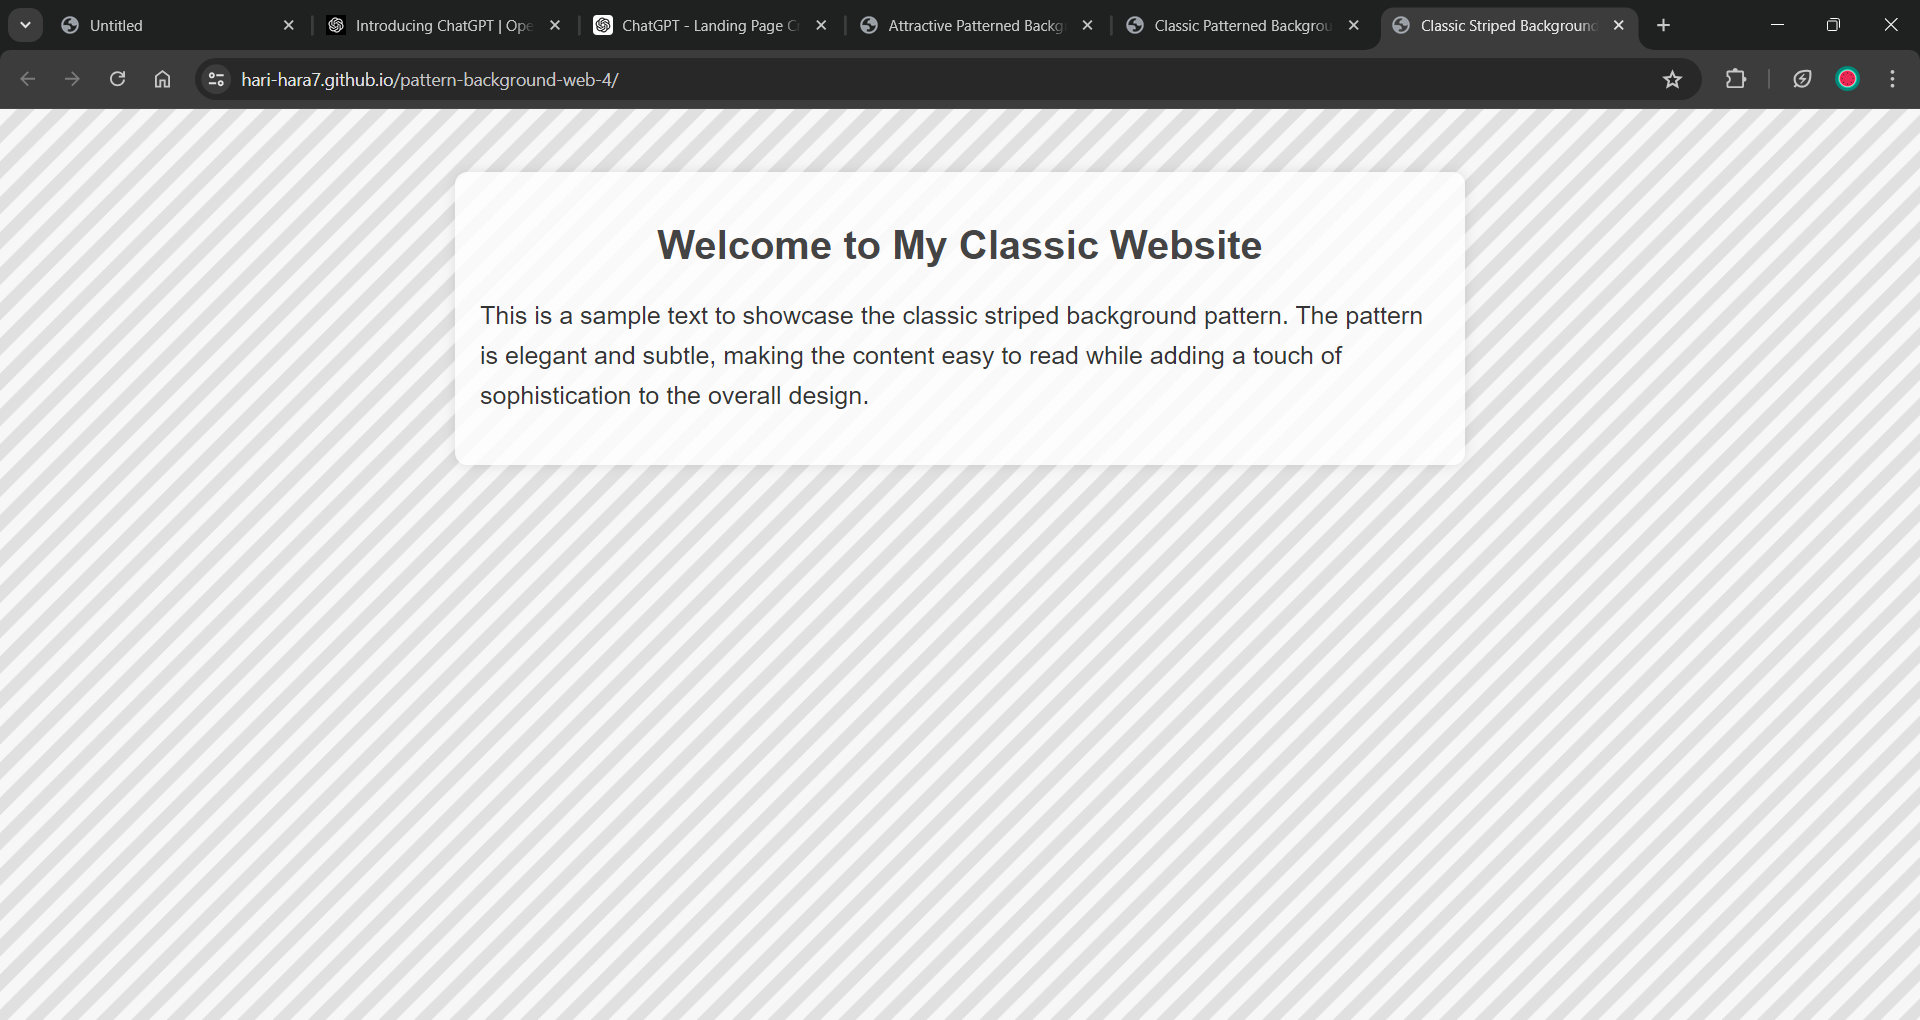 Untitled
Introducing ChatGPT | Ope
ChatGPT - Landing Page C
Attractive Patterned Backg
Classic Patterned Backgrou
Classic Striped Background
hari-hara7.github.io/pattern-background-web-4/
Welcome to My Classic Website
This is a sample text to showcase the classic striped background pattern. The pattern
is elegant and subtle, making the content easy to read while adding a touch of
sophistication to the overall design.